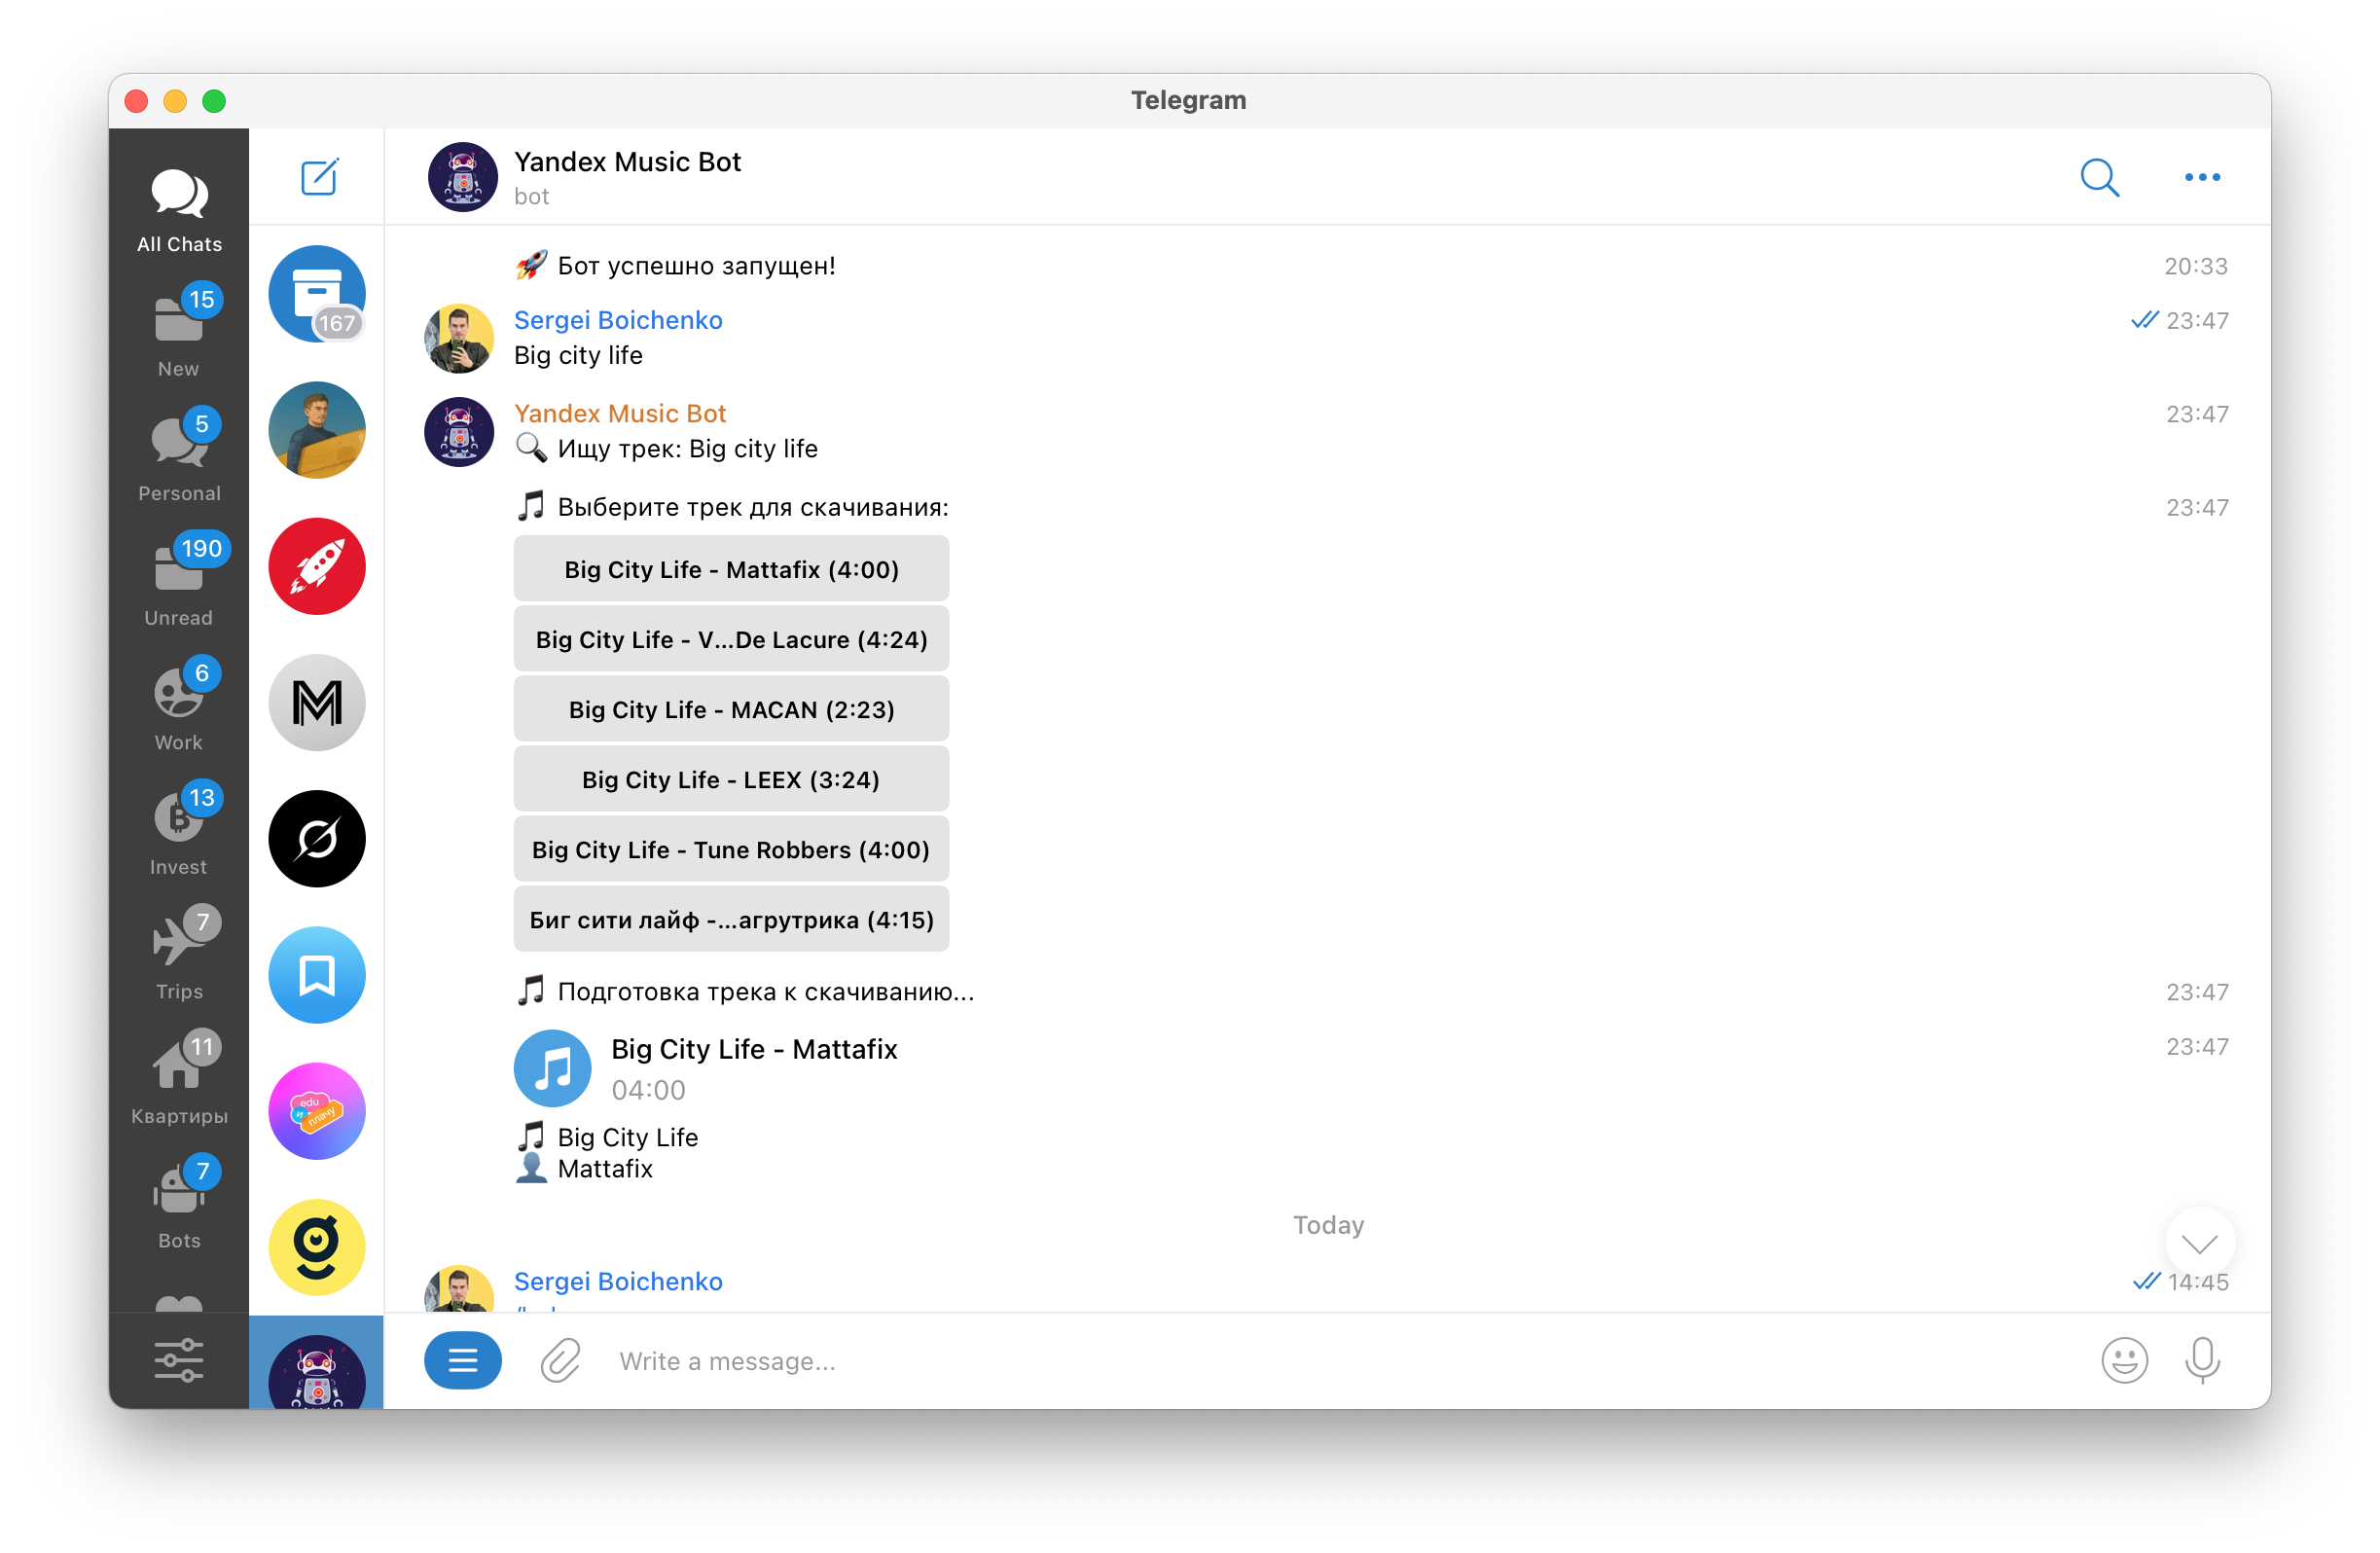 Telegram
All Chats
15
New
5
Personal
190
Unread
6
Work
13
Invest
7
Trips
11
Квартиры
7
Bots
167
edu
и
плачу
Yandex Music Bot
bot
🚀 Бот успешно запущен!
20:33
Sergei Boichenko
23:47
Big city life
Yandex Music Bot
23:47
🔍 Ищу трек: Big city life
🎵 Выберите трек для скачивания:
23:47
Big City Life - Mattafix (4:00)
Big City Life - V...De Lacure (4:24)
Big City Life - MACAN (2:23)
Big City Life - LEEX (3:24)
Big City Life - Tune Robbers (4:00)
Биг сити лайф -...агрутрика (4:15)
🎵 Подготовка трека к скачиванию...
23:47
Big City Life - Mattafix
23:47
04:00
🎵 Big City Life
👤 Mattafix
Today
Sergei Boichenko
14:45
Write a message...